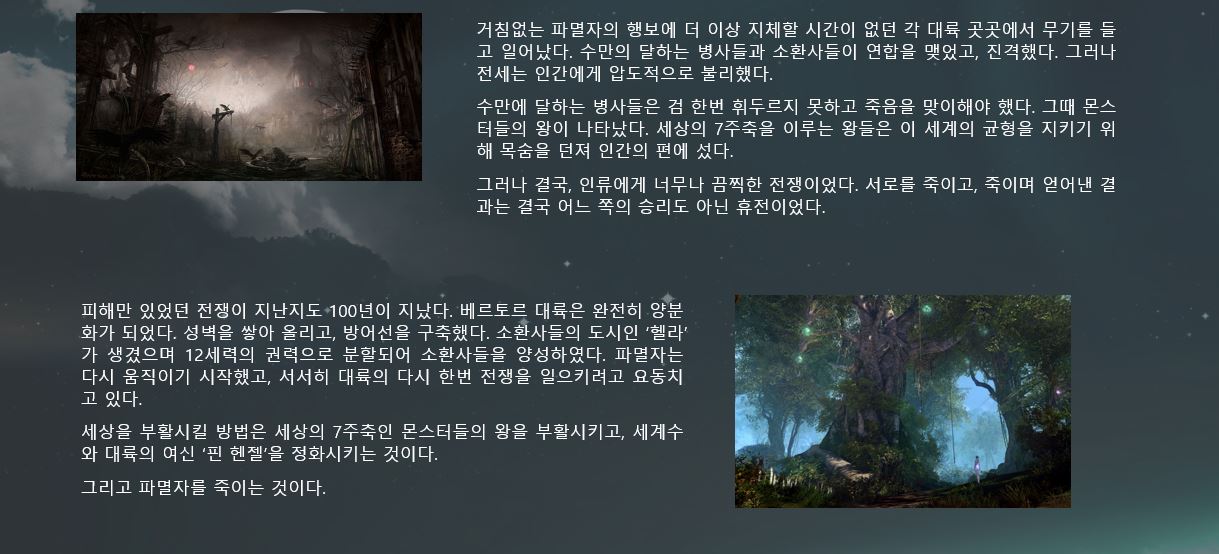 거침없는 파멸자의 행보에 더 이상 지체할 시간이 없던 각 대륙 곳곳에서 무기를 들
고 일어났다. 수만의 달하는 병사들과 소환사들이 연합을 맺었고, 진격했다. 그러나
전세는 인간에게 압도적으로 불리했다.
수만에 달하는 병사들은 검 한번 휘두르지 못하고 죽음을 맞이해야 했다. 그때 몬스
터들의 왕이 나타났다. 세상의 7주축을 이루는 왕들은 이 세계의 균형을 지키기 위
해 목숨을 던져 인간의 편에 섰다.
그러나 결국, 인류에게 너무나 끔찍한 전쟁이었다. 서로를 죽이고, 죽이며 얻어낸 결
과는 결국 어느 쪽의 승리도 아닌 휴전이었다.
피해만 있었던 전쟁이 지난지도 100년이 지났다. 베르토르 대륙은 완전히 양분
화가 되었다. 성벽을 쌓아 올리고, 방어선을 구축했다. 소환사들의 도시인 ‘헬라’
가 생겼으며 12세력의 권력으로 분할되어 소환사들을 양성하였다. 파멸자는
다시 움직이기 시작했고, 서서히 대륙의 다시 한번 전쟁을 일으키려고 요동치
고 있다.
세상을 부활시킬 방법은 세상의 7주축인 몬스터들의 왕을 부활시키고, 세계수
와 대륙의 여신 ‘핀 헨젤’을 정화시키는 것이다.
그리고 파멸자를 죽이는 것이다.